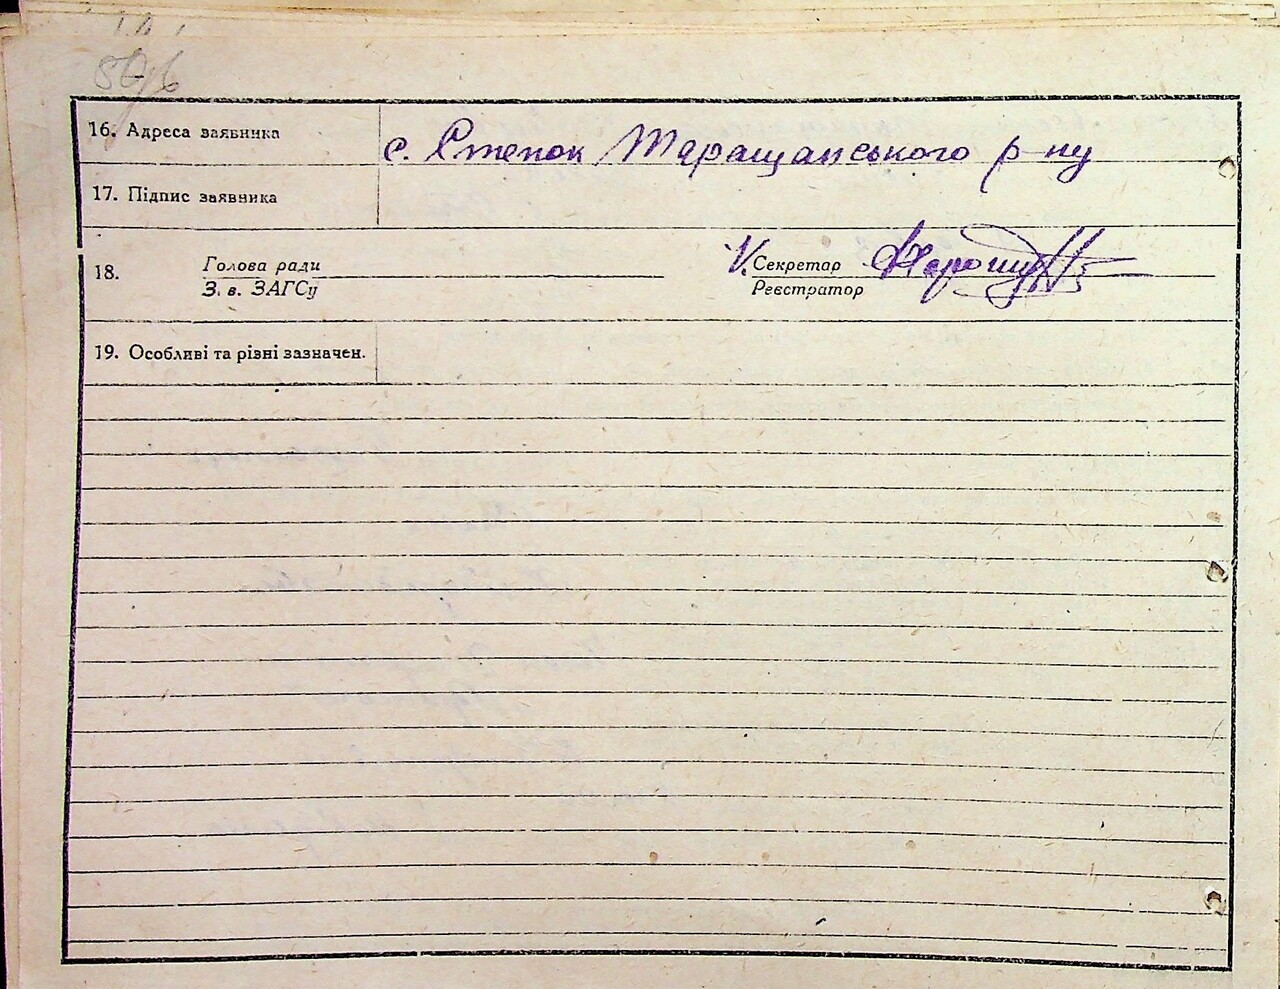 16. Адреса заявника с. Степок Таращанського р-ну
17. Підпис заявника
18. Голова ради Секретар
З. в. ЗАГСу Реєстратор
19. Особливі та різні зазначен.